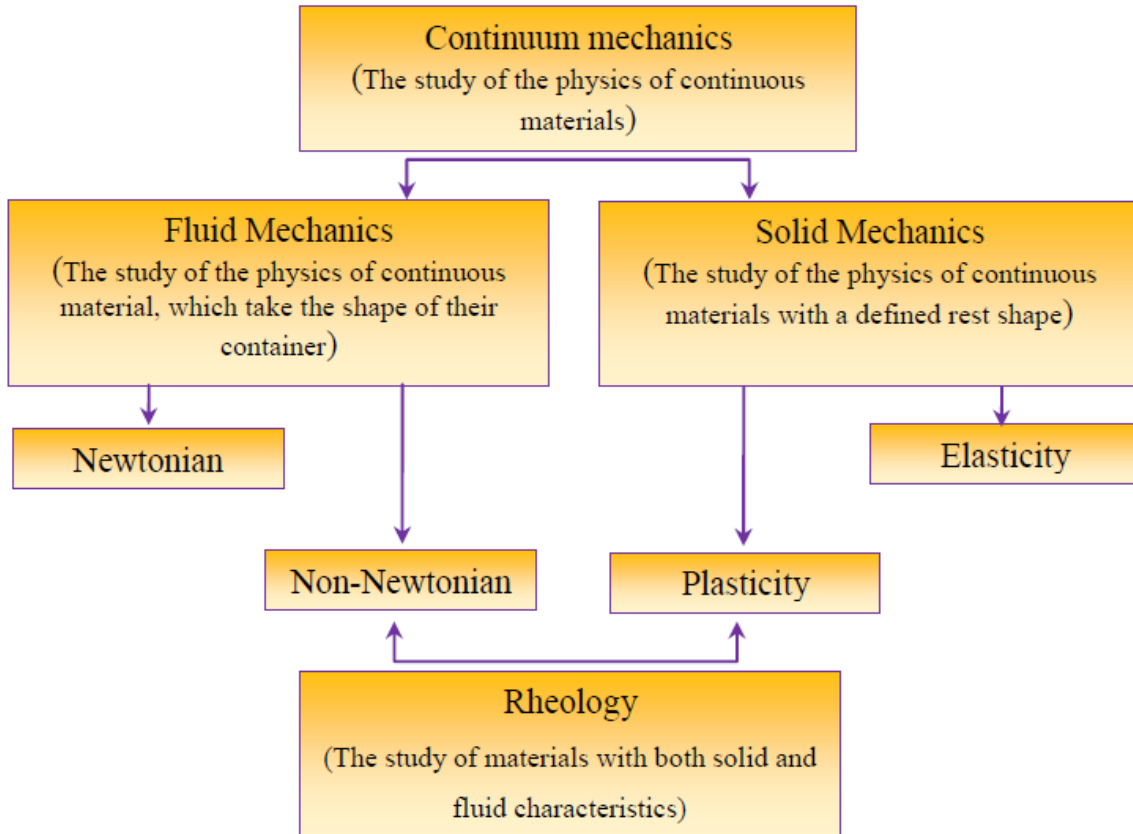 Continuum mechanics
(The study of the physics of continuous
materials)
Fluid Mechanics
(The study of the physics of continuous
material, which take the shape of their
container)
Solid Mechanics
(The study of the physics of continuous
materials with a defined rest shape)
Newtonian
Elasticity
Non-Newtonian
Plasticity
Rheology
(The study of materials with both solid and
fluid characteristics)